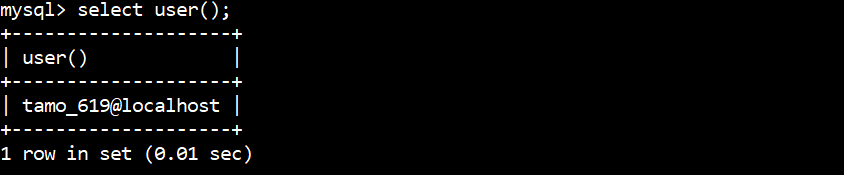 mysql> select user();
+--------------------+
| user()             |
+--------------------+
| tamo_619@localhost |
+--------------------+
1 row in set (0.01 sec)